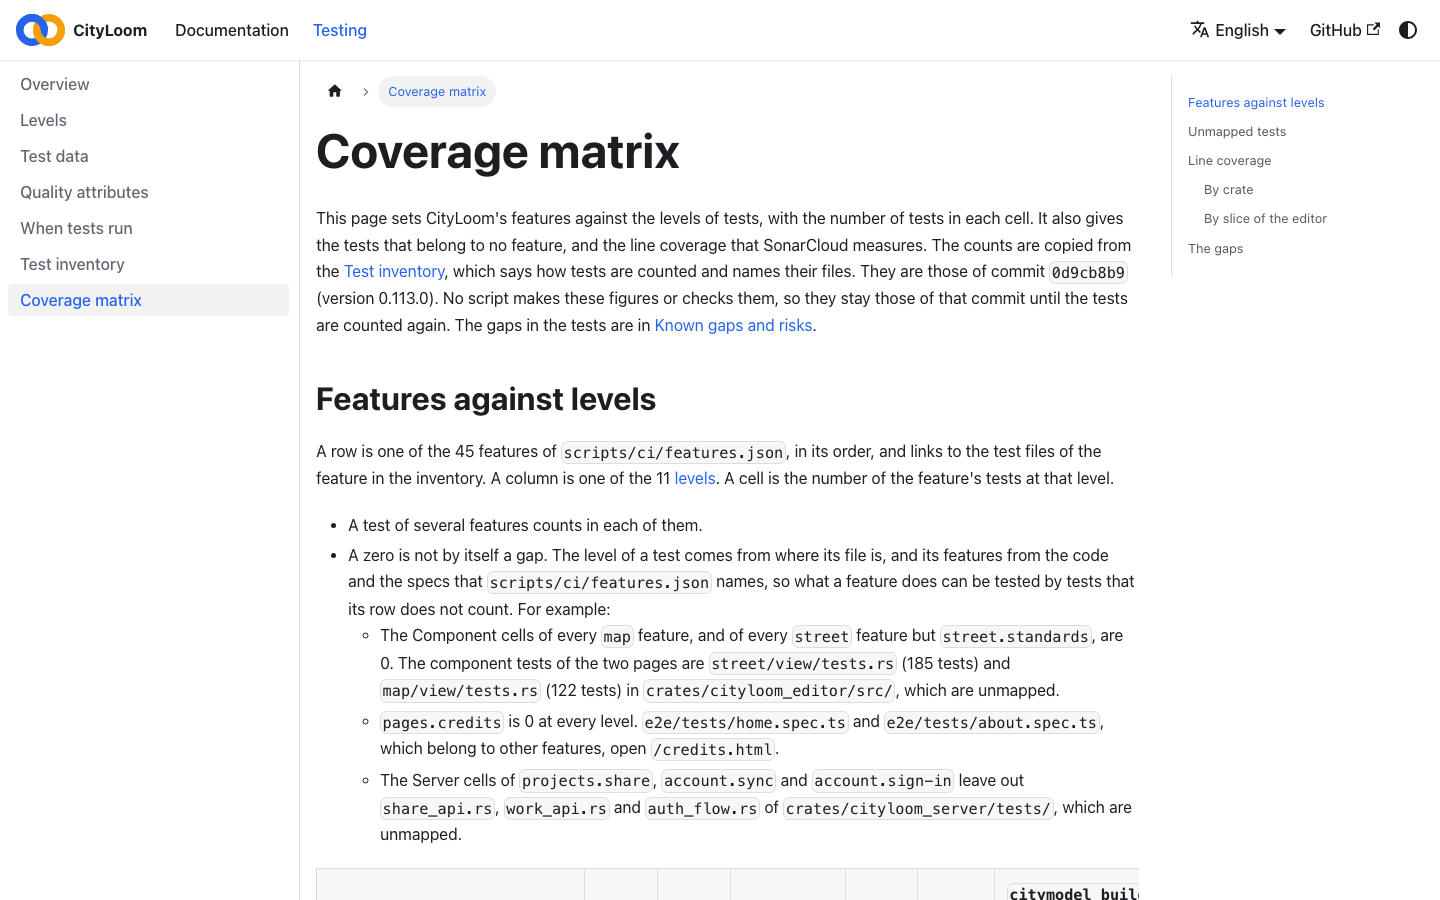 CityLoom
Documentation
Testing
English
GitHub
Overview
Levels
Test data
Quality attributes
When tests run
Test inventory
Coverage matrix
Coverage matrix
Coverage matrix
This page sets CityLoom's features against the levels of tests, with the number of tests in each cell. It also gives
the tests that belong to no feature, and the line coverage that SonarCloud measures. The counts are copied from
the Test inventory, which says how tests are counted and names their files. They are those of commit 0d9cb8b9
(version 0.113.0). No script makes these figures or checks them, so they stay those of that commit until the tests
are counted again. The gaps in the tests are in Known gaps and risks.
Features against levels
A row is one of the 45 features of scripts/ci/features.json, in its order, and links to the test files of the
feature in the inventory. A column is one of the 11 levels. A cell is the number of the feature's tests at that level.
A test of several features counts in each of them.
A zero is not by itself a gap. The level of a test comes from where its file is, and its features from the code
and the specs that scripts/ci/features.json names, so what a feature does can be tested by tests that
its row does not count. For example:
The Component cells of every map feature, and of every street feature but street.standards, are
0. The component tests of the two pages are street/view/tests.rs (185 tests) and
map/view/tests.rs (122 tests) in crates/cityloom_editor/src/, which are unmapped.
pages.credits is 0 at every level. e2e/tests/home.spec.ts and e2e/tests/about.spec.ts,
which belong to other features, open /credits.html.
The Server cells of projects.share, account.sync and account.sign-in leave out
share_api.rs, work_api.rs and auth_flow.rs of crates/cityloom_server/tests/, which are
unmapped.
Features against levels
Unmapped tests
Line coverage
By crate
By slice of the editor
The gaps